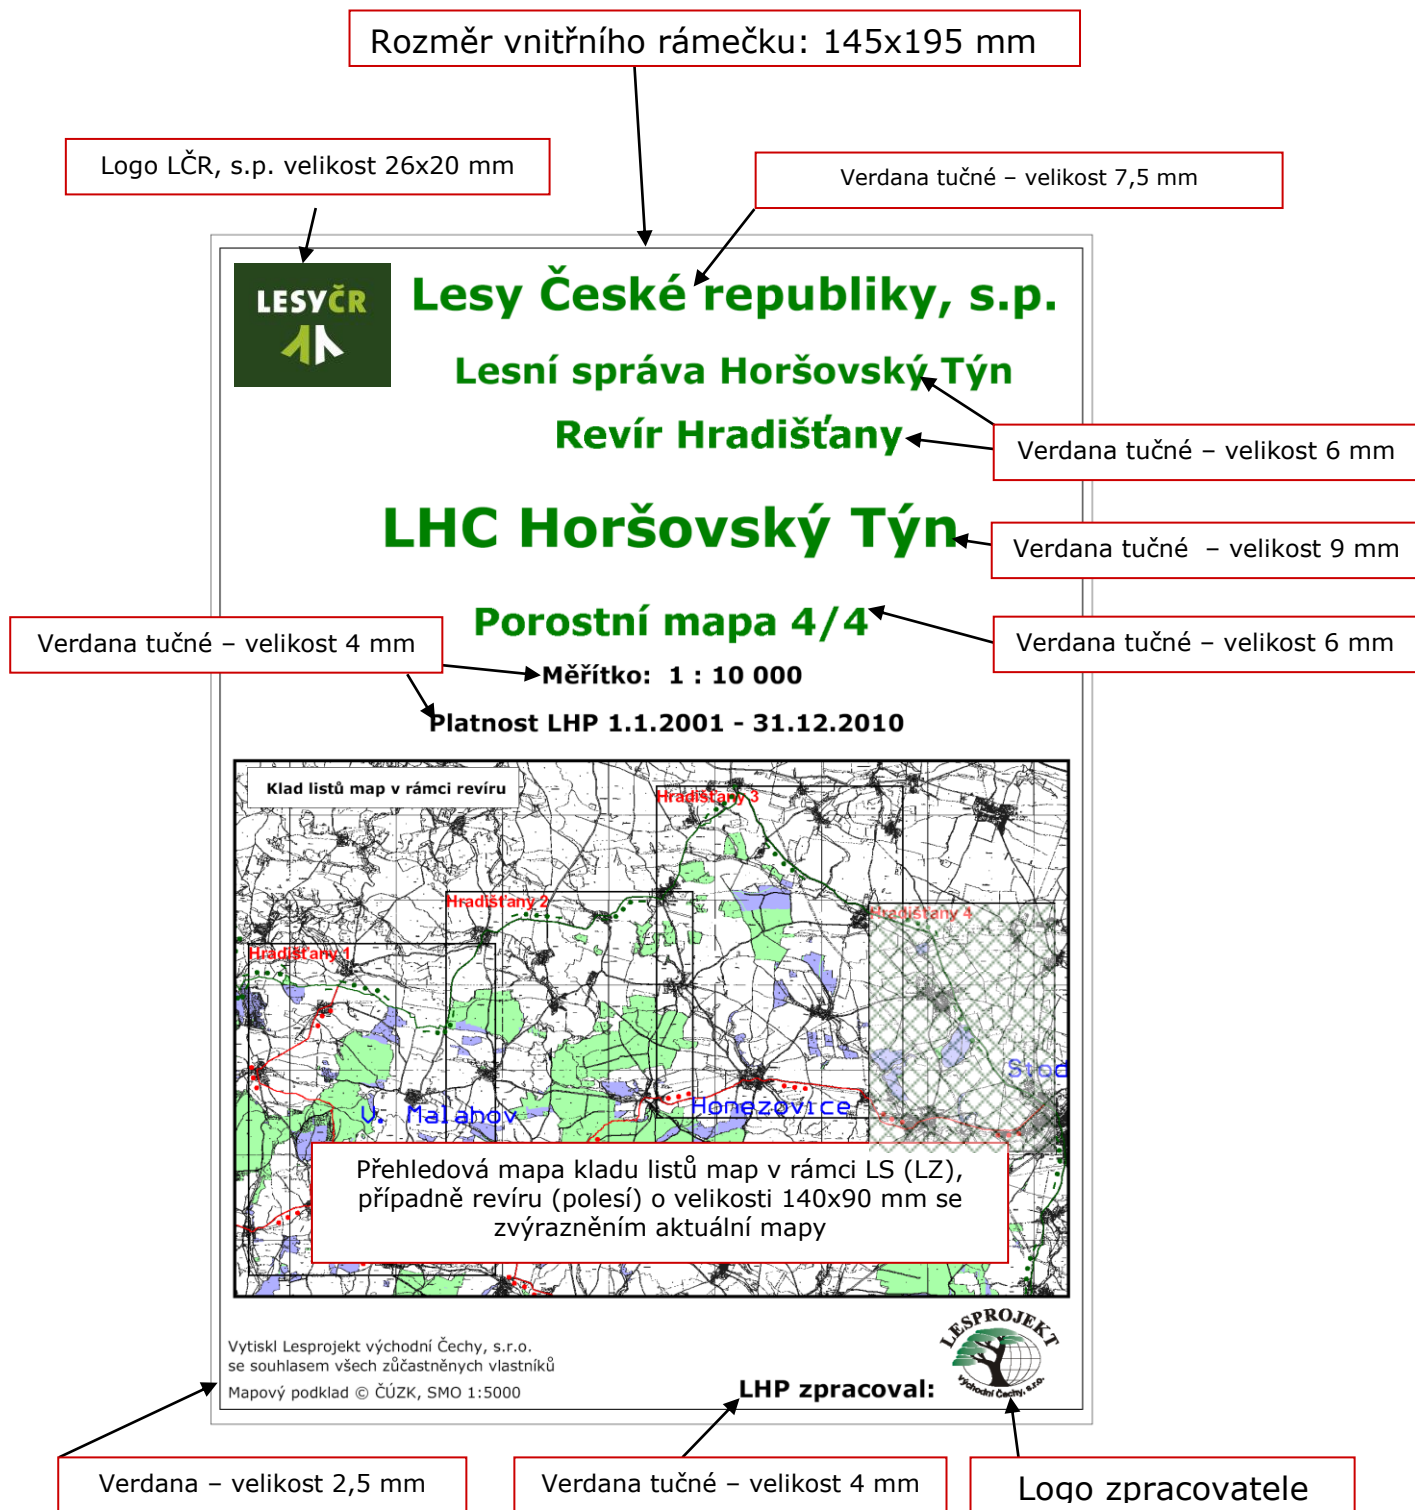 Rozměr vnitřního rámečku: 145x195 mm
Logo LČR, s.p. velikost 26x20 mm
Verdana tučné – velikost 7,5 mm
LESYČR
Lesy České republiky, s.p.
Lesní správa Horšovský Týn
Revír Hradišťany
Verdana tučné – velikost 6 mm
LHC Horšovský Týn
Verdana tučné  – velikost 9 mm
Porostní mapa 4/4
Verdana tučné – velikost 4 mm
Verdana tučné – velikost 6 mm
Měřítko:  1 : 10 000
Platnost LHP 1.1.2001 - 31.12.2010
Klad listů map v rámci revíru
Hradišťany 3
Hradišťany 2
Hradišťany 4
Hradišťany 1
Stod
V. Malahov
Honezovice
Přehledová mapa kladu listů map v rámci LS (LZ),
případně revíru (polesí) o velikosti 140x90 mm se
zvýrazněním aktuální mapy
LESPROJEKT
východní Čechy, s.r.o.
Vytiskl Lesprojekt východní Čechy, s.r.o.
se souhlasem všech zůčastněných vlastníků
Mapový podklad © ČÚZK, SMO 1:5000
LHP zpracoval:
Verdana – velikost 2,5 mm
Verdana tučné – velikost 4 mm
Logo zpracovatele